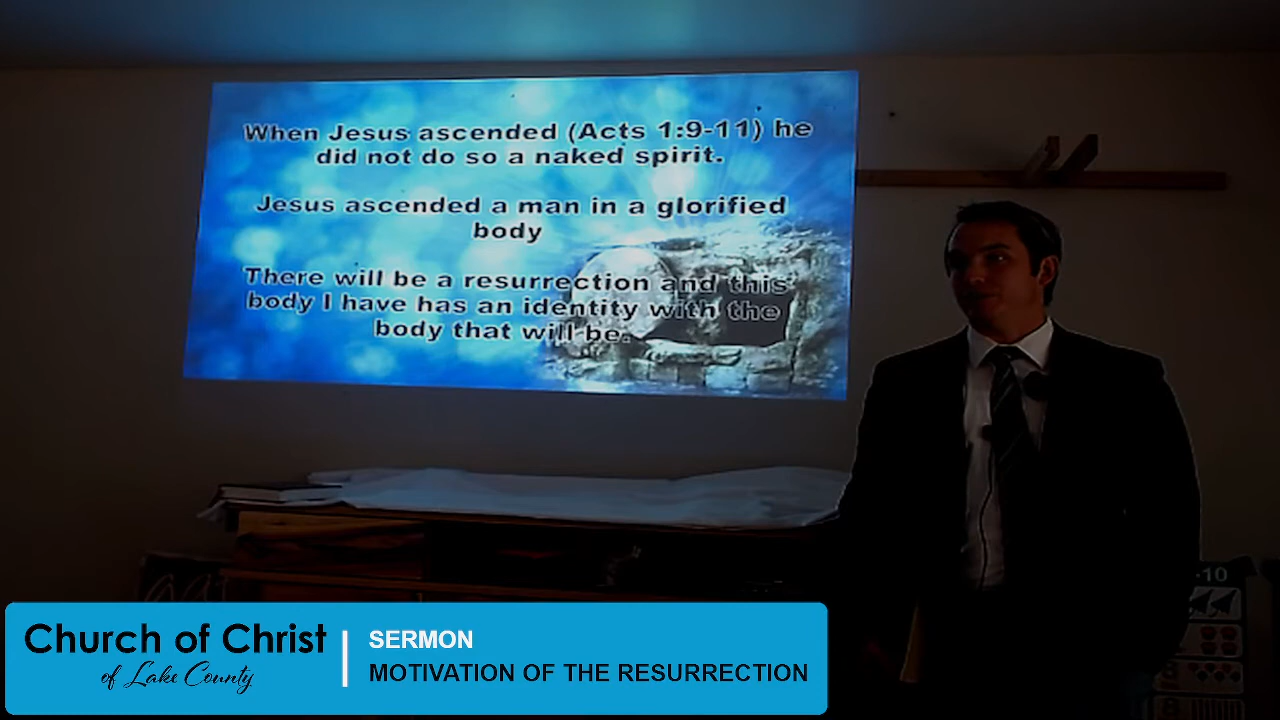 When Jesus ascended (Acts 1:9-11) he
did not do so a naked spirit.
Jesus ascended a man in a glorified
body
There will be a resurrection and this
body I have has an identity with the
body that will be.
-10
Church of Christ
of Lake County
SERMON
MOTIVATION OF THE RESURRECTION